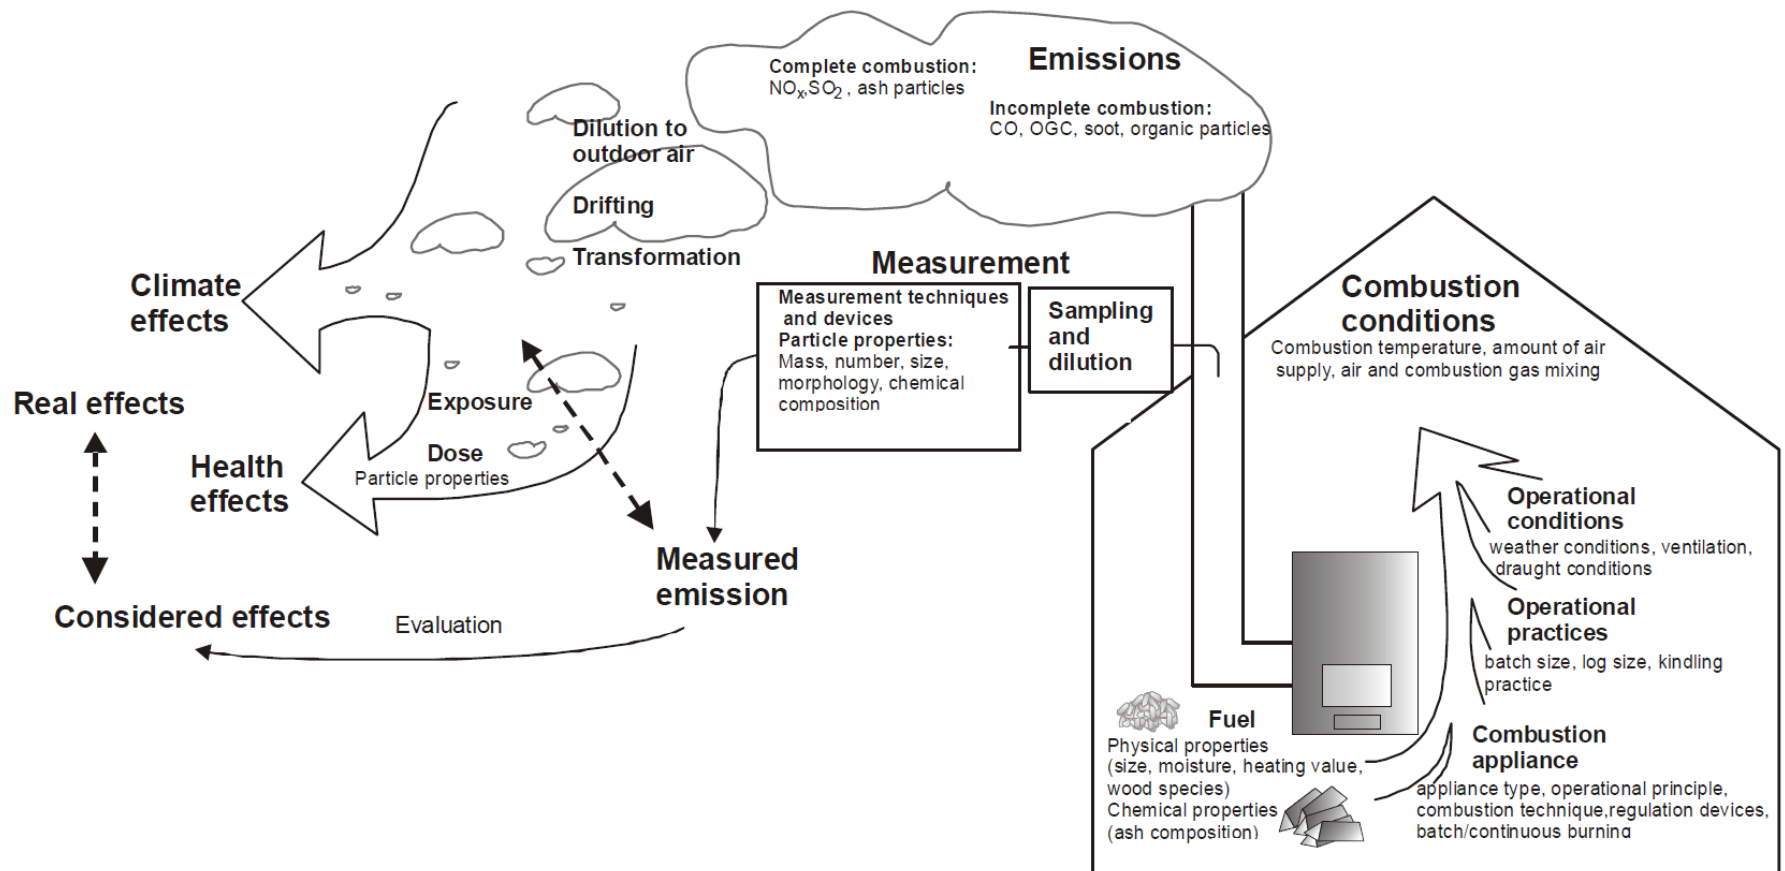 Emissions
Complete combustion:
NOx,SO2 , ash particles
Incomplete combustion:
CO, OGC, soot, organic particles
Dilution to
outdoor air
Drifting
Transformation
Climate
effects
Real effects
Health
effects
Exposure
Dose
Particle properties
Considered effects
Evaluation
Measured
emission
Measurement
Measurement techniques
and devices
Particle properties:
Mass, number, size,
morphology, chemical
composition
Sampling
and
dilution
Combustion
conditions
Combustion temperature, amount of air
supply, air and combustion gas mixing
Operational
conditions
weather conditions, ventilation,
draught conditions
Operational
practices
batch size, log size, kindling
practice
Combustion
appliance
appliance type, operational principle,
combustion technique,regulation devices,
batch/continuous burning
Fuel
Physical properties
(size, moisture, heating value,
wood species)
Chemical properties
(ash composition)